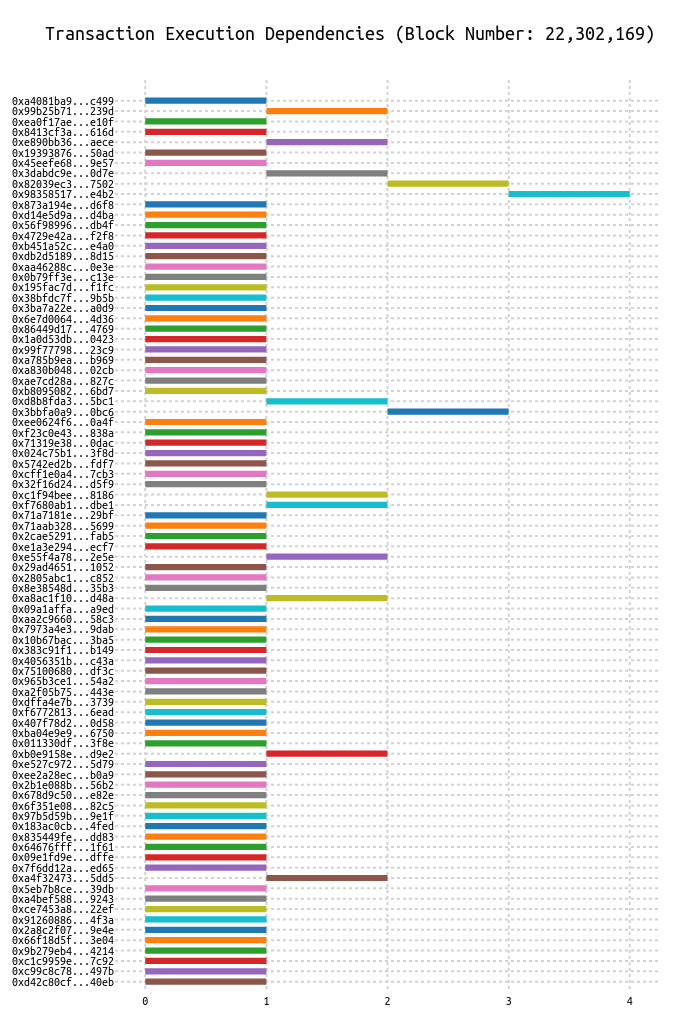 Transaction Execution Dependencies (Block Number: 22,302,169)
0xa4081ba9...c499
0x99b25b71...239d
0xea0f17ae...e10f
0x8413cf3a...616d
0xe890bb36...aece
0x19393876...50ad
0x45eefe68...9e57
0x3dabdc9e...0d7e
0x82039ec3...7502
0x98358517...e4b2
0x873a194e...d6f8
0xd14e5d9a...d4ba
0x56f98996...db4f
0x4729e42a...f2f8
0xb451a52c...e4a0
0xdb2d5189...8d15
0xaa46288c...0e3e
0x0b79ff3e...c13e
0x195fac7d...f1fc
0x38bfdc7f...9b5b
0x3ba7a22e...a0d9
0x6e7d0064...4d36
0x86449d17...4769
0x1a0d53db...0423
0x99f77798...23c9
0xa785b9ea...b969
0xa830b048...02cb
0xae7cd28a...827c
0xb8095082...6bd7
0xd8b8fda3...5bc1
0x3bbfa0a9...0bc6
0xee0624f6...0a4f
0xf23c0e43...838a
0x71319e38...0dac
0x024c75b1...3f8d
0x5742ed2b...fdf7
0xcff1e0a4...7cb3
0x32f16d24...d5f9
0xc1f94bee...8186
0xf7680ab1...dbe1
0x71a7181e...29bf
0x71aab328...5699
0x2cae5291...fab5
0xe1a3e294...ecf7
0xe55f4a78...2e5e
0x29ad4651...1052
0x2805abc1...c852
0x8e38548d...35b3
0xa8ac1f10...d48a
0x09a1affa...a9ed
0xaa2c9660...58c3
0x7973a4e3...9dab
0x10b67bac...3ba5
0x383c91f1...b149
0x4056351b...c43a
0x75100680...df3c
0x965b3ce1...54a2
0xa2f05b75...443e
0xdffa4e7b...3739
0xf6772813...6ead
0x407f78d2...0d58
0xba04e9e9...6750
0x011330df...3f8e
0xb0e9158e...d9e2
0xe527c972...5d79
0xee2a28ec...b0a9
0x2b1e088b...56b2
0x678d9c50...e82e
0x6f351e08...82c5
0x97b5d59b...9e1f
0x183ac0cb...4fed
0x835449fe...dd83
0x64676fff...1f61
0x09e1fd9e...dffe
0x7f6dd12a...ed65
0xa4f32473...5dd5
0x5eb7b8ce...39db
0xa4bef588...9243
0xce7453a8...22ef
0x91260886...4f3a
0x2a8c2f07...9e4e
0x66f18d5f...3e04
0x9b279eb4...4214
0xc1c9959e...7c92
0xc99c8c78...497b
0xd42c80cf...40eb
0 1 2 3 4